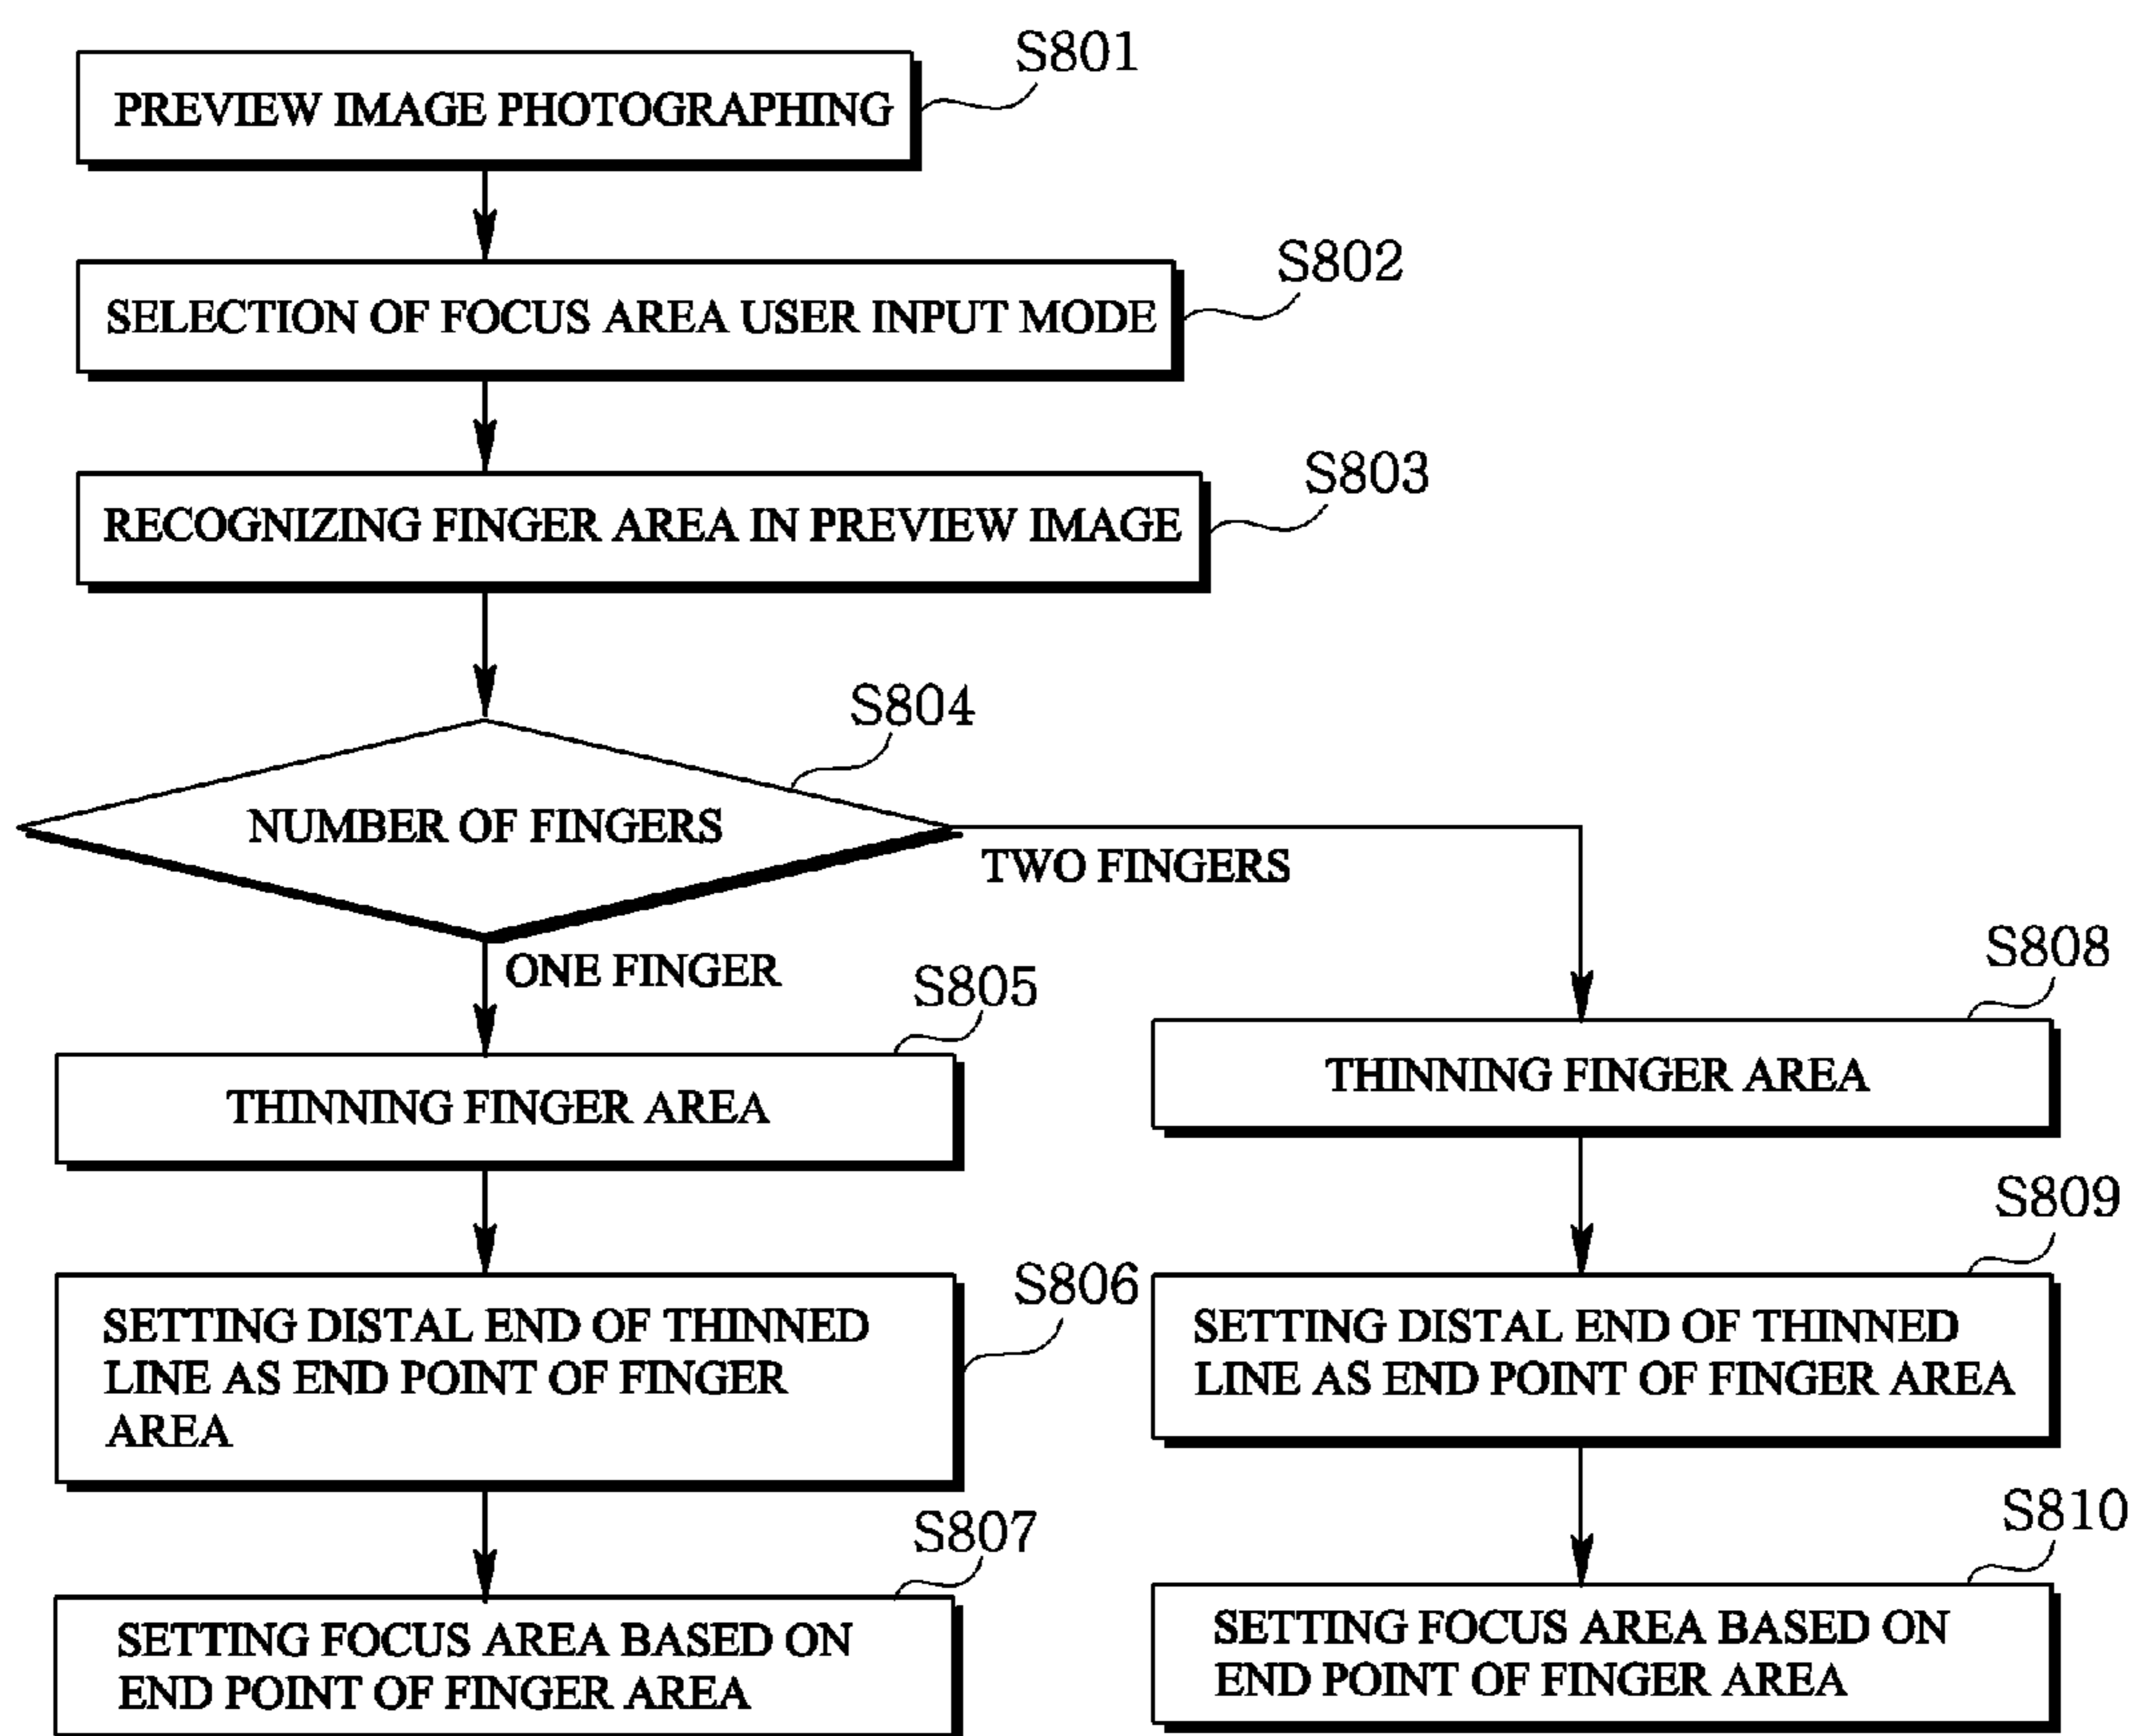 S801
PREVIEW IMAGE PHOTOGRAPHING
S802
SELECTION OF FOCUS AREA USER INPUT MODE
S803
RECOGNIZING FINGER AREA IN PREVIEW IMAGE
S804
NUMBER OF FINGERS
TWO FINGERS
ONE FINGER
S805
THINNING FINGER AREA
S806
SETTING DISTAL END OF THINNED
LINE AS END POINT OF FINGER
AREA
S807
SETTING FOCUS AREA BASED ON
END POINT OF FINGER AREA
S808
THINNING FINGER AREA
S809
SETTING DISTAL END OF THINNED
LINE AS END POINT OF FINGER AREA
S810
SETTING FOCUS AREA BASED ON
END POINT OF FINGER AREA